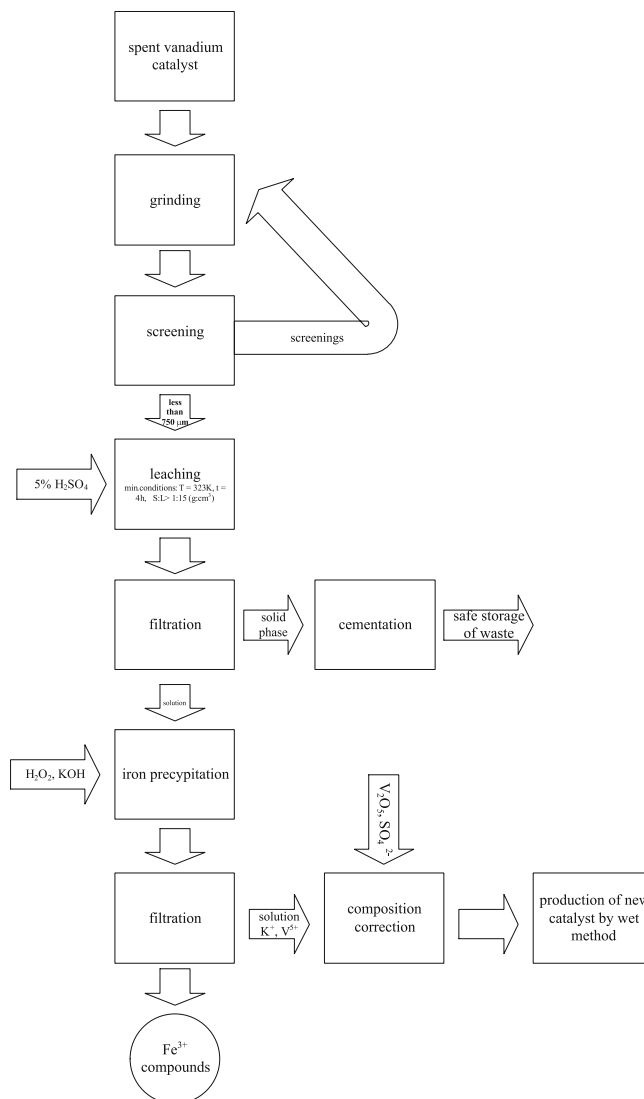 spent vanadium
catalyst
grinding
screening
screenings
less
than
750 μm
5% H₂SO₄
leaching
min.conditions: T = 323K, t =
4h, S:L> 1:15 (g:cm³)
filtration
solid
phase
cementation
safe storage
of waste
solution
H₂O₂, KOH
iron precypitation
V₂O₅, SO₄²⁻
filtration
solution
K⁺, V⁵⁺
composition
correction
production of new
catalyst by wet
method
Fe³⁺
compounds